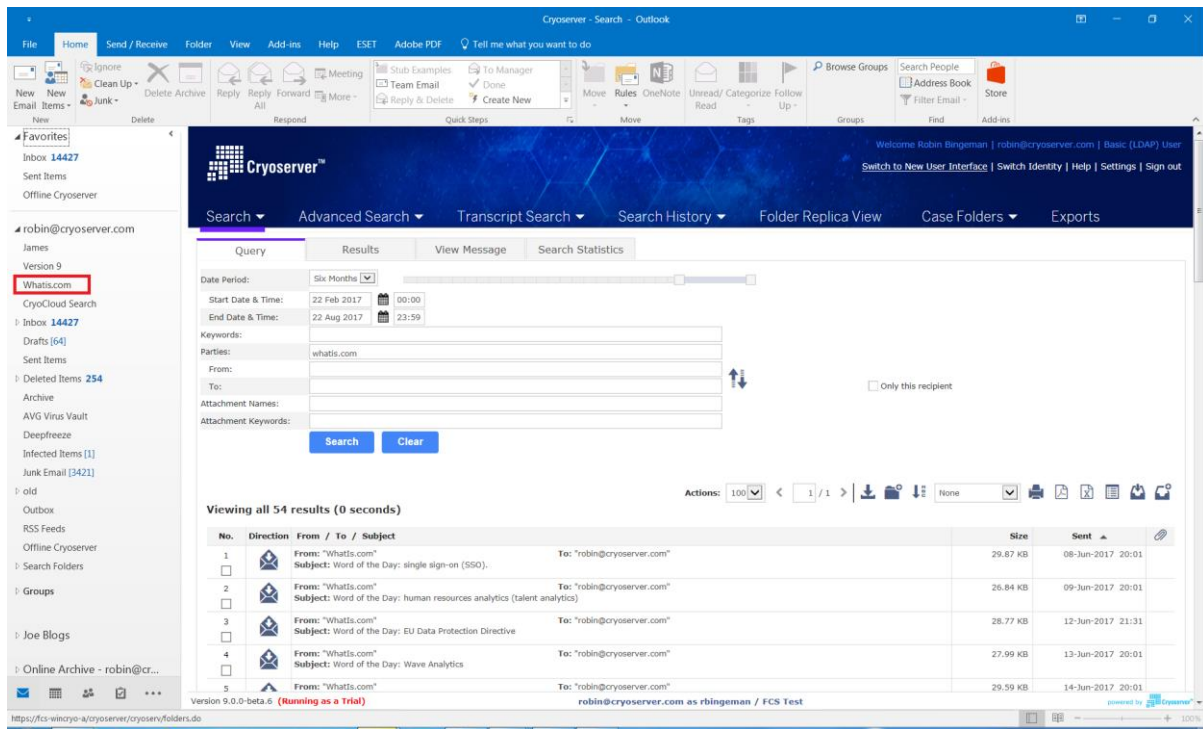 Cryoserver - Search - Outlook
File Home Send / Receive Folder View Add-ins Help ESET Adobe PDF Tell me what you want to do
New Email
New Items
Ignore
Clean Up
Junk
Delete Archive
Reply Reply All Forward
Meeting
More
Stub Examples
Team Email
Reply & Delete
To Manager
Done
Create New
Move Rules OneNote
Unread/ Read Categorize Follow Up
Browse Groups
Search People
Address Book
Filter Email
Store
New Delete Respond Quick Steps Move Tags Groups Find Add-ins
Favorites
Inbox 14427
Sent Items
Offline Cryoserver
robin@cryoserver.com
James
Version 9
Whatis.com
CryoCloud Search
Inbox 14427
Drafts [64]
Sent Items
Deleted Items 254
Archive
AVG Virus Vault
Deepfreeze
Infected Items [1]
Junk Email [3421]
old
Outbox
RSS Feeds
Offline Cryoserver
Search Folders
Groups
Joe Blogs
Online Archive - robin@cr...
Welcome Robin Bingeman | robin@cryoserver.com | Basic (LDAP) User
Cryoserver™
Switch to New User Interface | Switch Identity | Help | Settings | Sign out
Search Advanced Search Transcript Search Search History Folder Replica View Case Folders Exports
Query Results View Message Search Statistics
Date Period: Six Months
Start Date & Time: 22 Feb 2017 00:00
End Date & Time: 22 Aug 2017 23:59
Keywords:
Parties: whatis.com
From:
To: Only this recipient
Attachment Names:
Attachment Keywords:
Search Clear
Actions: 100 1 / 1 None
Viewing all 54 results (0 seconds)
No. Direction From / To / Subject Size Sent
1 From: "WhatIs.com" To: "robin@cryoserver.com" 29.87 KB 08-Jun-2017 20:01
Subject: Word of the Day: single sign-on (SSO).
2 From: "WhatIs.com" To: "robin@cryoserver.com" 26.84 KB 09-Jun-2017 20:01
Subject: Word of the Day: human resources analytics (talent analytics)
3 From: "WhatIs.com" To: "robin@cryoserver.com" 28.77 KB 12-Jun-2017 21:31
Subject: Word of the Day: EU Data Protection Directive
4 From: "WhatIs.com" To: "robin@cryoserver.com" 27.99 KB 13-Jun-2017 20:01
Subject: Word of the Day: Wave Analytics
5 From: "WhatIs.com" To: "robin@cryoserver.com" 29.59 KB 14-Jun-2017 20:01
Version 9.0.0-beta.6 (Running as a Trial) robin@cryoserver.com as rbingeman / FCS Test powered by Cryoserver
https://fcs-wincryo-a/cryoserver/cryoserv/folders.do
100%